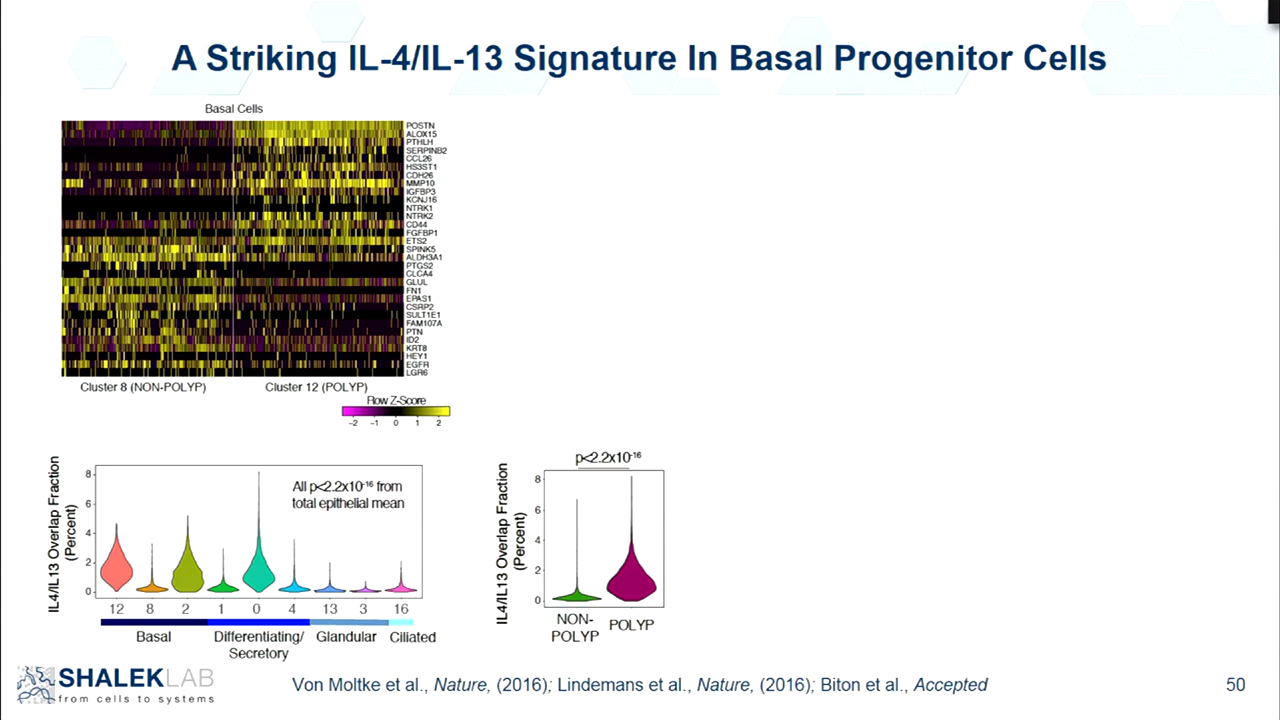 A Striking IL-4/IL-13 Signature In Basal Progenitor Cells
Basal Cells
POSTN
ALOX15
PTHLH
SERPINB2
CCL26
HS3ST1
CDH26
MMP10
IGFBP3
KCNJ16
NTRK1
NTRK2
CD44
FGFBP1
ETS2
SPINK5
ALDH3A1
PTGS2
CLCA4
GLUL
FN1
EPAS1
CSRP2
SULT1E1
FAM107A
PTN
ID2
KRT8
HEY1
EGFR
LGR6
Cluster 8 (NON-POLYP)
Cluster 12 (POLYP)
Row Z-Score
−2 −1 0 1 2
IL4/IL13 Overlap Fraction
(Percent)
8
6
4
2
0
All p<2.2x10-16 from
total epithelial mean
12 8 2 1 0 4 13 3 16
Basal
Differentiating/
Secretory
Glandular
Ciliated
p<2.2x10-16
IL4/IL13 Overlap Fraction
(Percent)
8
6
4
2
0
NON-
POLYP
POLYP
SHALEKLAB
from cells to systems
Von Moltke et al., Nature, (2016); Lindemans et al., Nature, (2016); Biton et al., Accepted
50